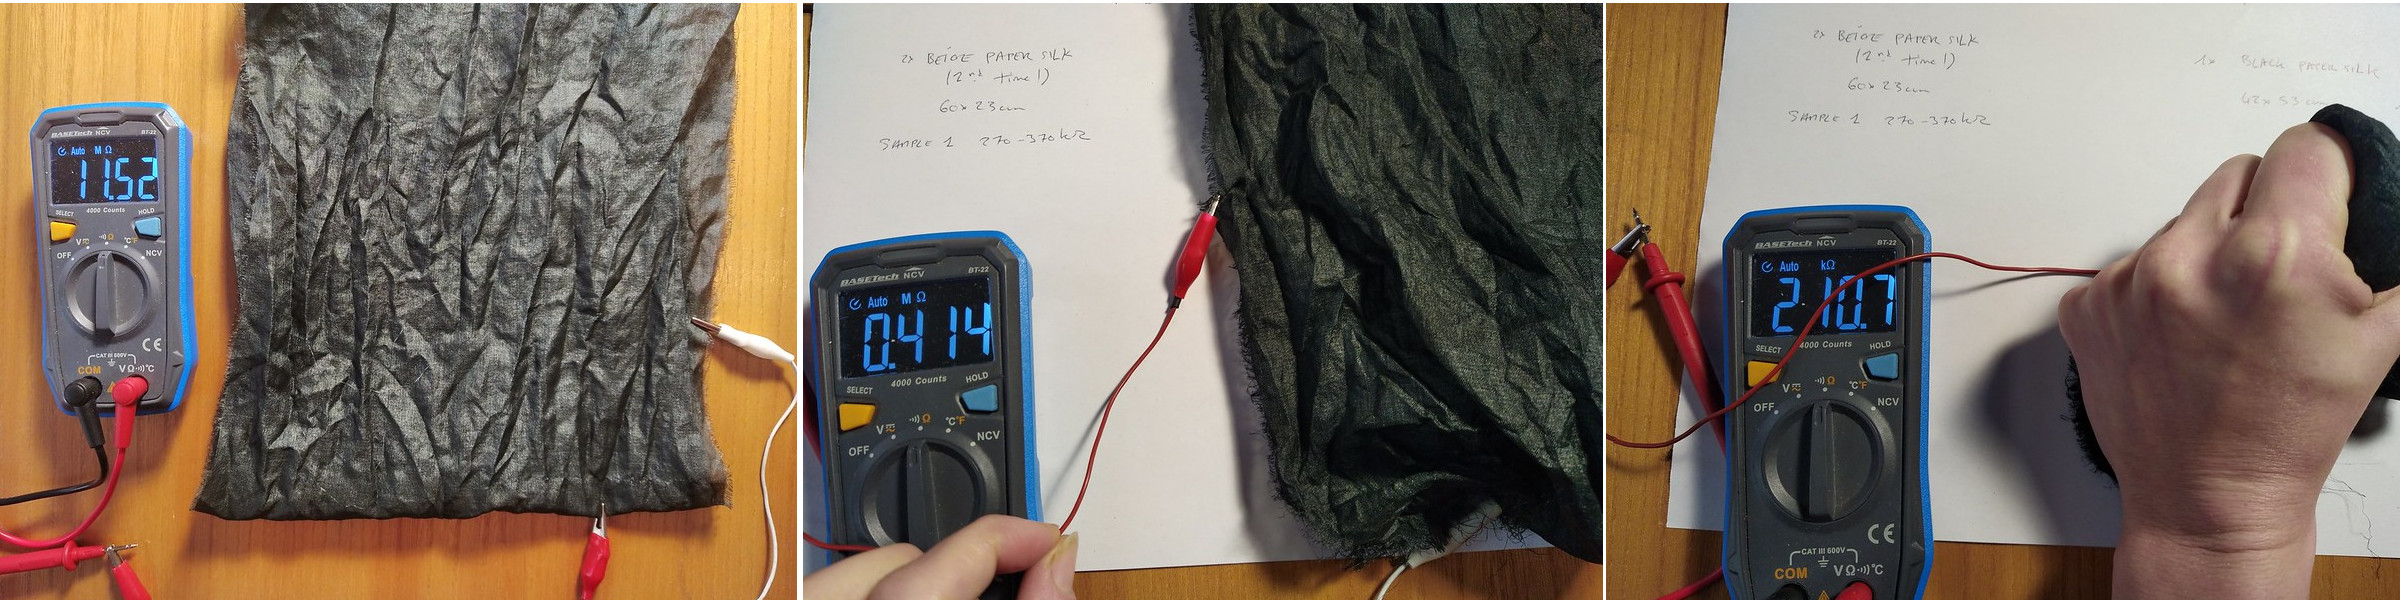 BASETech NCV BT-22
Auto M Ω
11.52
4000 Counts
SELECT HOLD
V Ω °C°F
OFF NCV
CAT III 600V
CE
COM VΩ °C
2x BEIGE PAPER SILK
(2nd time!)
60x23cm
SAMPLE 1 270-370kΩ
BASETech NCV BT-22
Auto M Ω
0.414
4000 Counts
SELECT HOLD
V Ω °C°F
OFF NCV
2x BEIGE PAPER SILK
(2nd time!)
60x23cm
SAMPLE 1 270-370kΩ
1x BLACK PAPER SILK
42x53cm
BASETech NCV BT-22
Auto kΩ
210.7
4000 Counts
SELECT HOLD
V Ω °C°F
OFF NCV
CE
CAT III 600V
COM VΩ °C